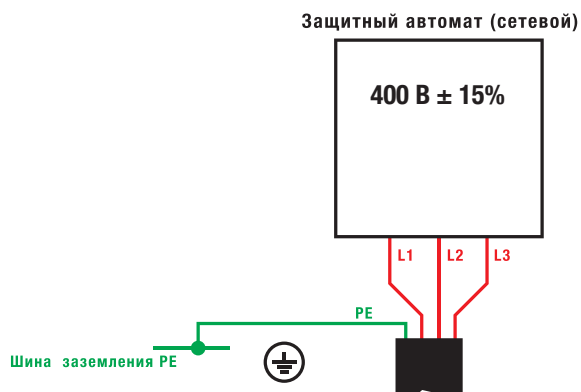 Защитный автомат (сетевой)
400 В ± 15%
L1 L2 L3
PE
Шина заземления PE